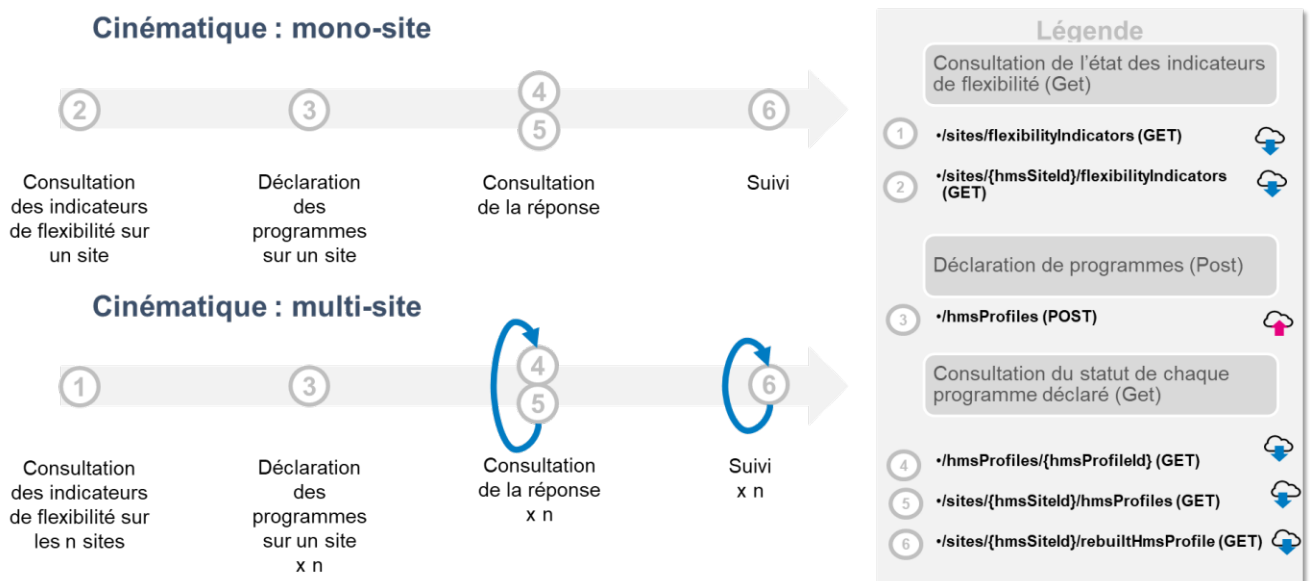 Cinématique : mono-site
2
3
4
5
6
Consultation
des indicateurs
de flexibilité sur
un site
Déclaration
des
programmes
sur un site
Consultation
de la réponse
Suivi
Cinématique : multi-site
1
3
4
5
6
Consultation
des indicateurs
de flexibilité sur
les n sites
Déclaration
des
programmes
sur un site
x n
Consultation
de la réponse
x n
Suivi
x n
Légende
Consultation de l'état des indicateurs
de flexibilité (Get)
1 •/sites/flexibilityIndicators (GET)
2 •/sites/{hmsSiteId}/flexibilityIndicators
(GET)
Déclaration de programmes (Post)
3 •/hmsProfiles (POST)
Consultation du statut de chaque
programme déclaré (Get)
4 •/hmsProfiles/{hmsProfileId} (GET)
5 •/sites/{hmsSiteId}/hmsProfiles (GET)
6 •/sites/{hmsSiteId}/rebuiltHmsProfile (GET)